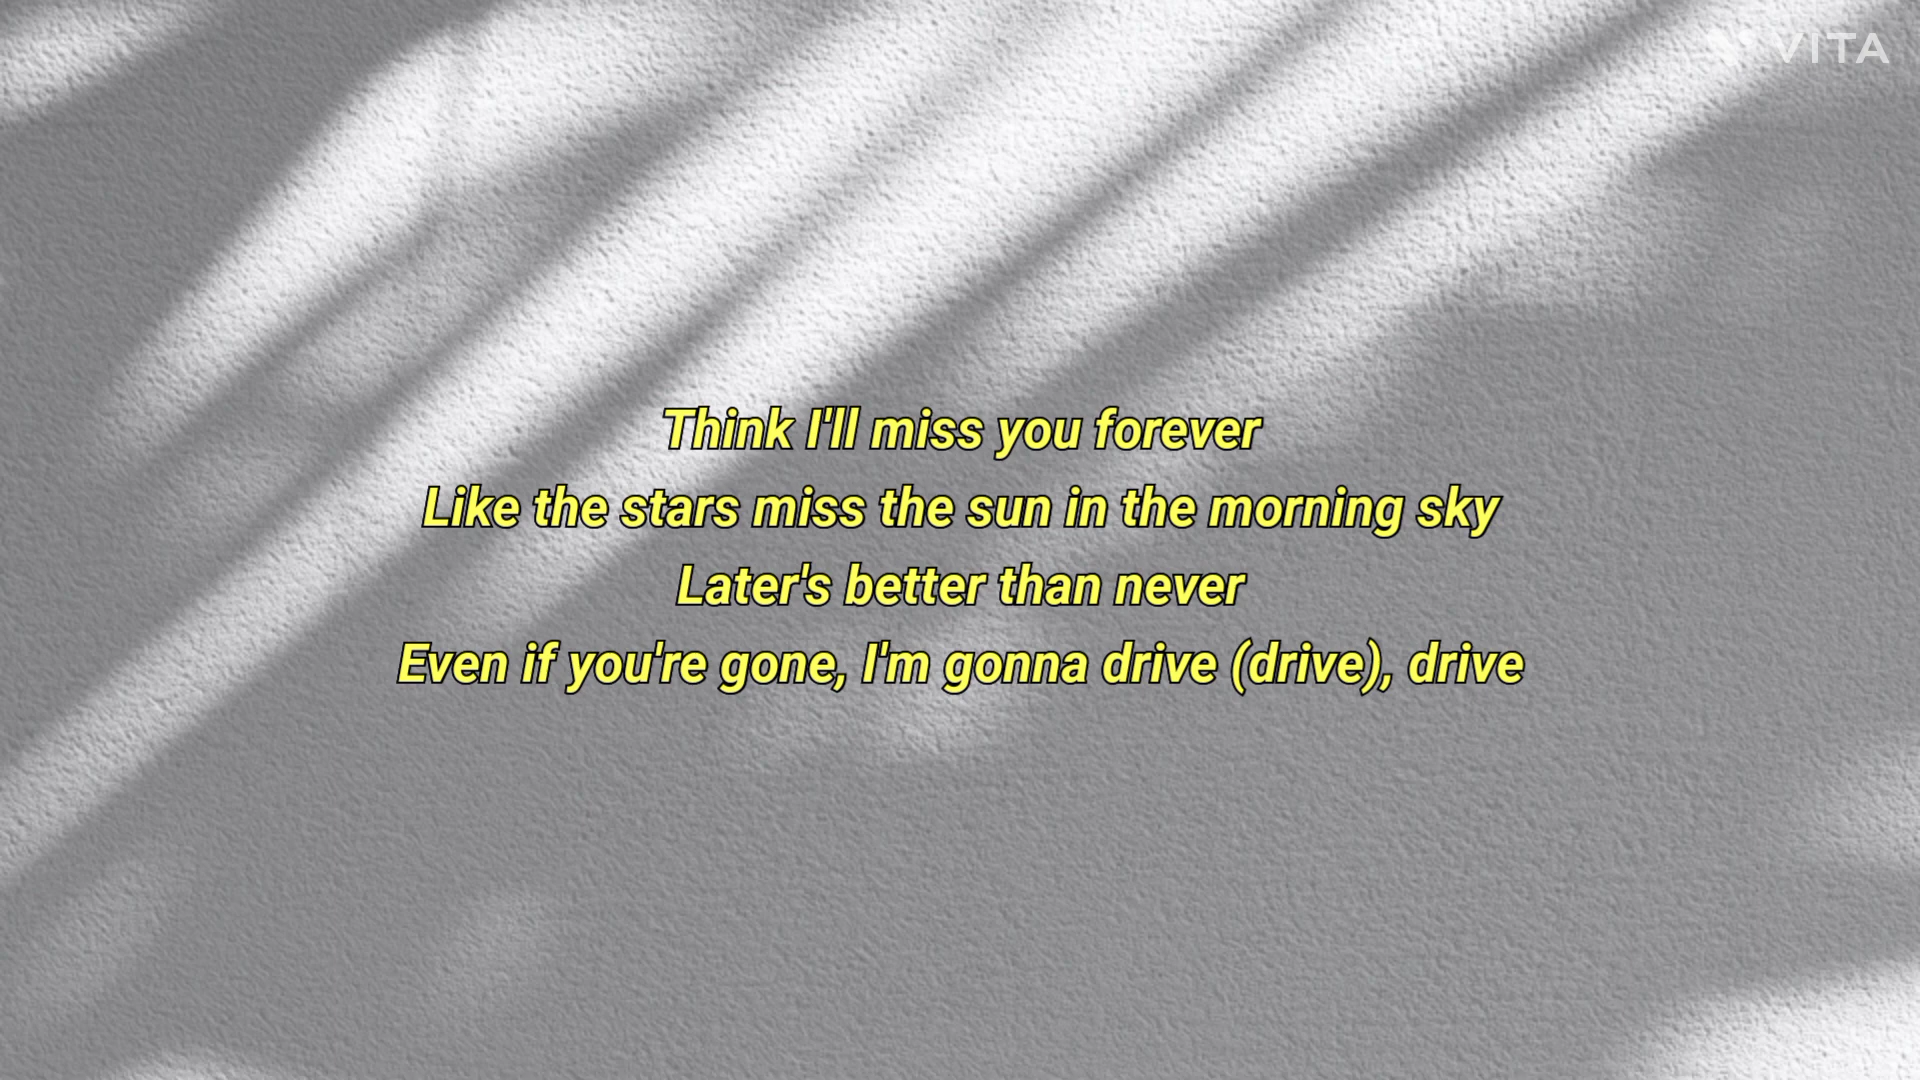 VITA
Think I'll miss you forever
Like the stars miss the sun in the morning sky
Later's better than never
Even if you're gone, I'm gonna drive (drive), drive